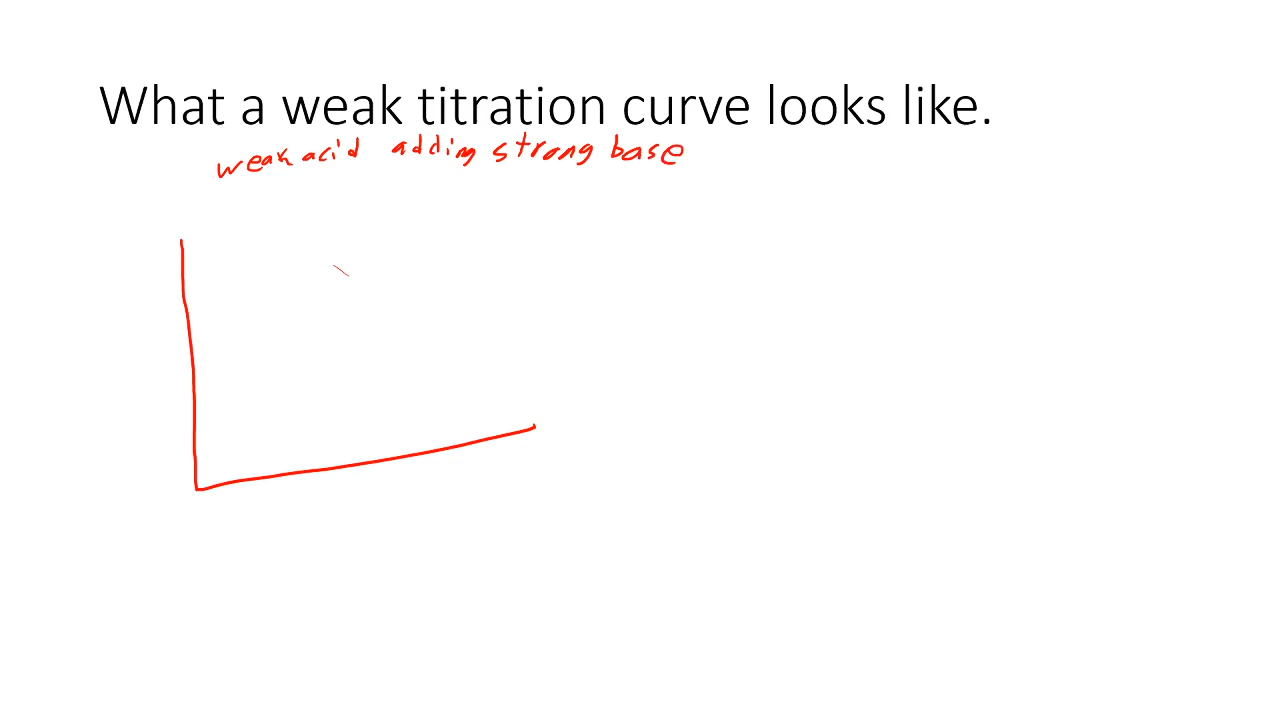 What a weak titration curve looks like.
weak acid adding strong base